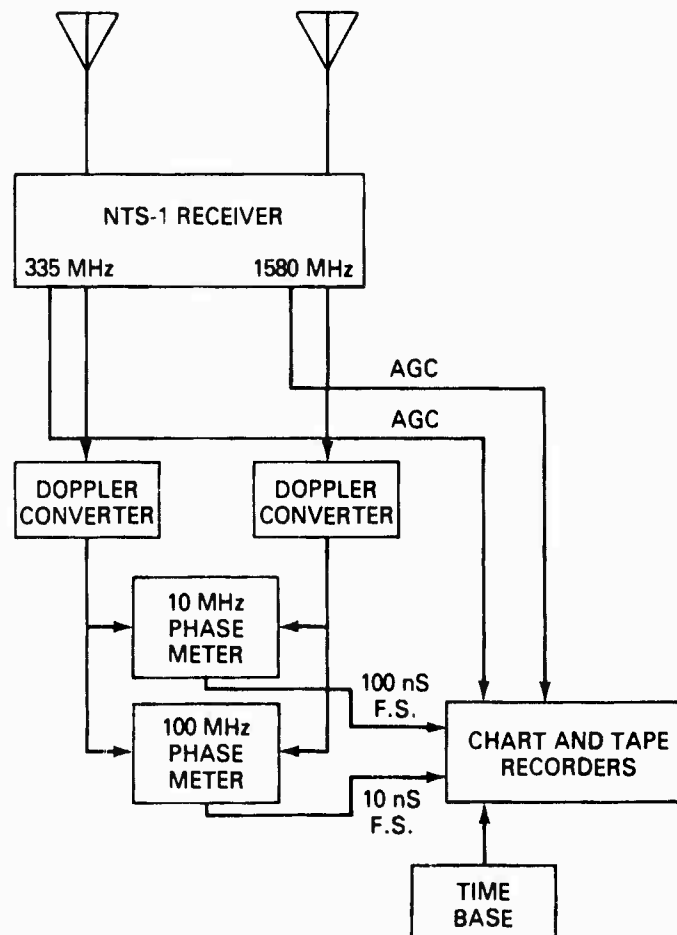 NTS-1 RECEIVER
335 MHz
1580 MHz
AGC
AGC
DOPPLER
CONVERTER
DOPPLER
CONVERTER
10 MHz
PHASE
METER
100 nS
F.S.
100 MHz
PHASE
METER
10 nS
F.S.
CHART AND TAPE
RECORDERS
TIME
BASE